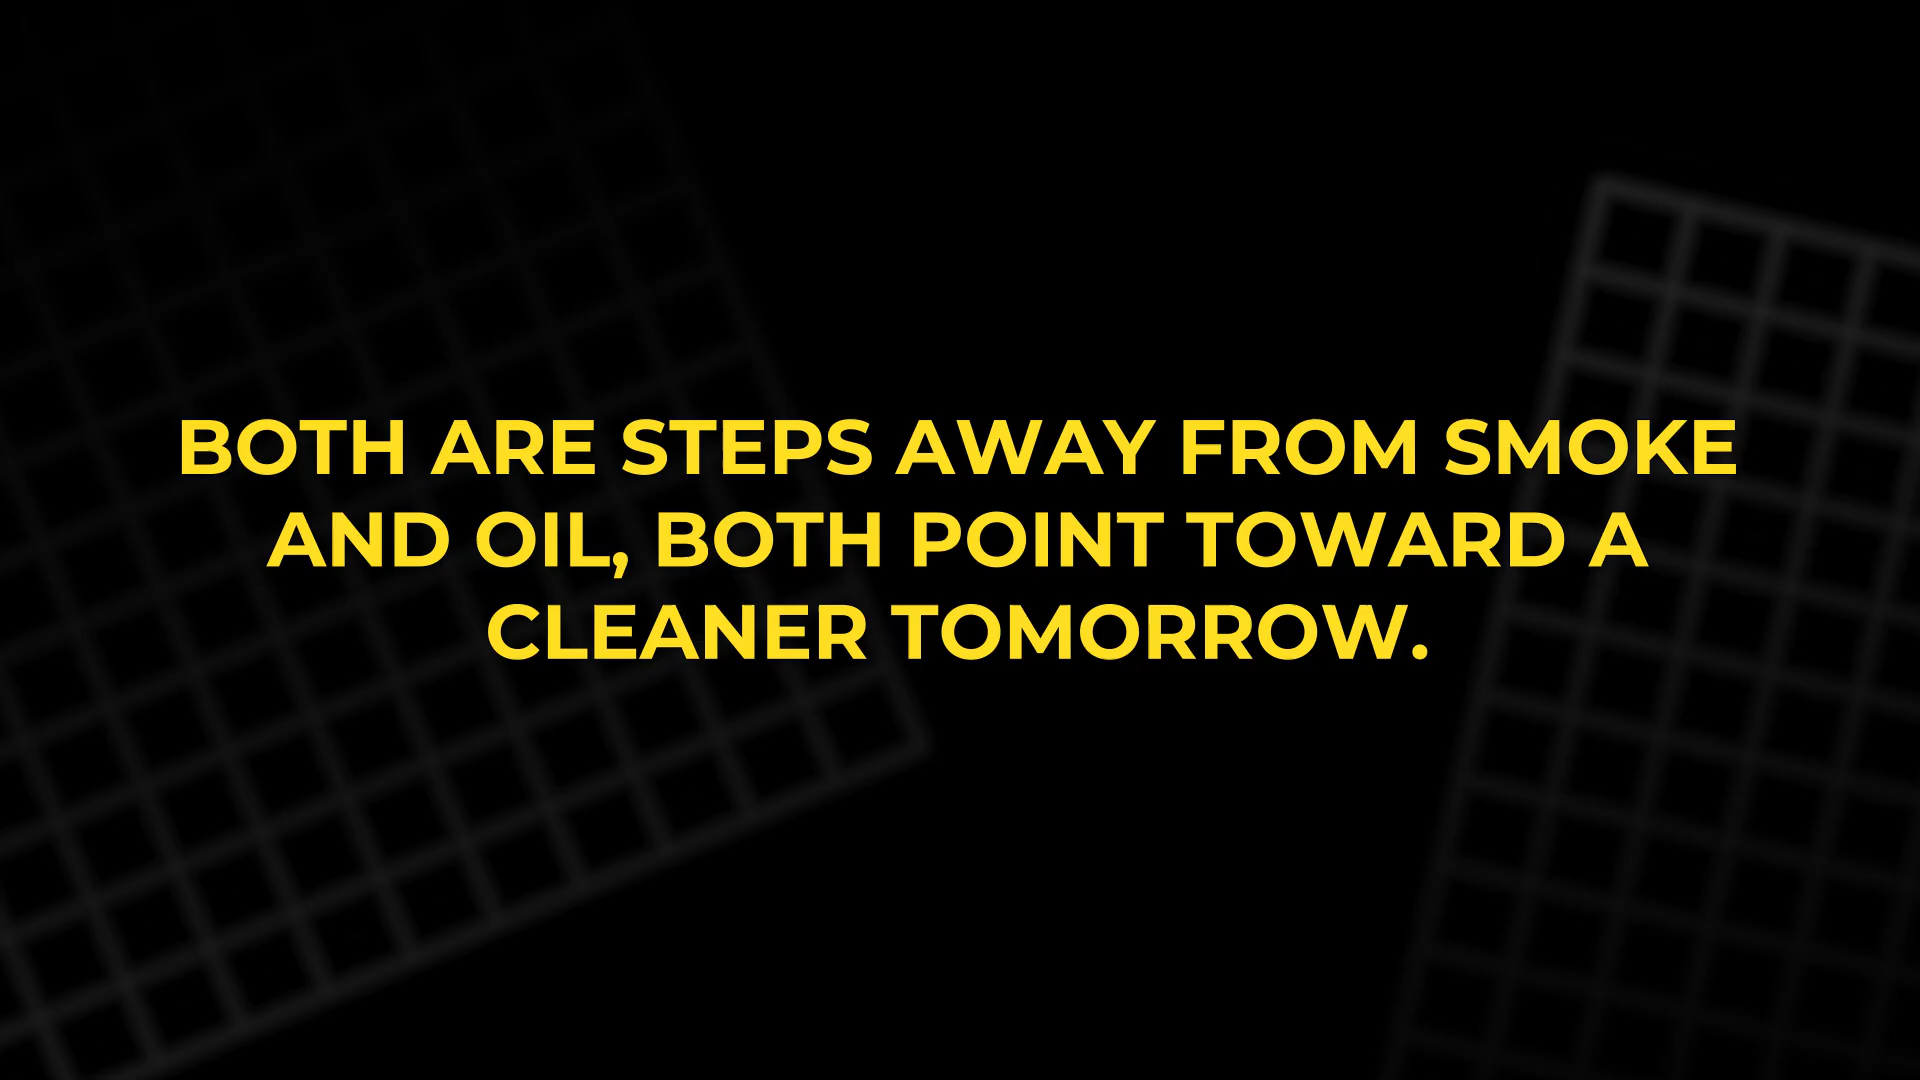 BOTH ARE STEPS AWAY FROM SMOKE
AND OIL, BOTH POINT TOWARD A
CLEANER TOMORROW.